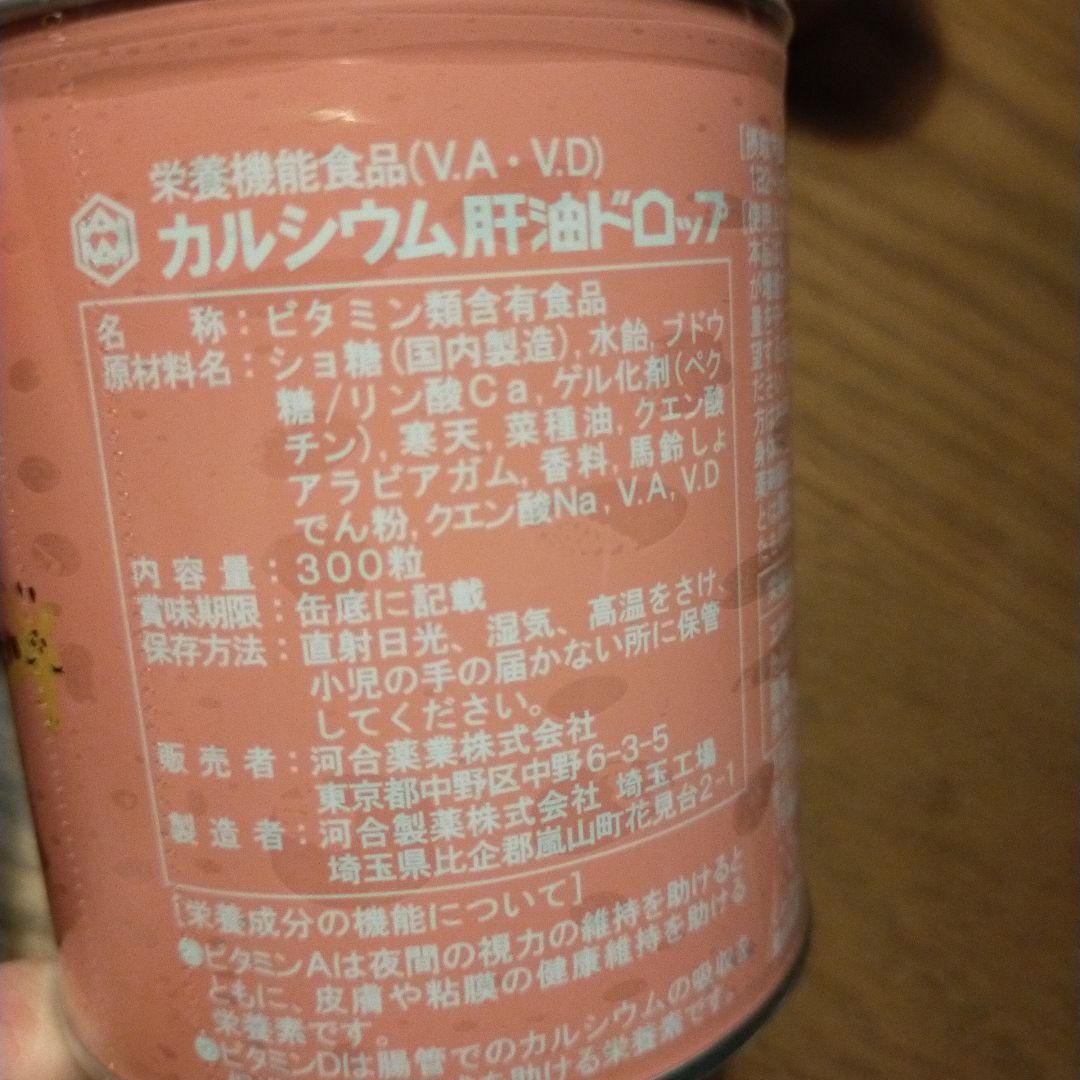 栄養機能食品(V.A・V.D)
カルシウム肝油ドロップ
名　　称：ビタミン類含有食品
原材料名：ショ糖(国内製造)，水飴，ブドウ
糖/リン酸Ca，ゲル化剤(ペク
チン)，寒天，菜種油，クエン酸
アラビアガム，香料，馬鈴しょ
でん粉，クエン酸Na，V.A，V.D
内 容 量：300粒
賞味期限：缶底に記載
保存方法：直射日光、湿気、高温をさけ、
小児の手の届かない所に保管
してください。
販 売 者：河合薬業株式会社
東京都中野区中野6-3-5
製 造 者：河合製薬株式会社 埼玉工場
埼玉県比企郡嵐山町花見台2-1
[栄養成分の機能について]
●ビタミンAは夜間の視力の維持を助けると
ともに、皮膚や粘膜の健康維持を助ける
栄養素です。
●ビタミンDは腸管でのカルシウムの吸収を
を助ける栄養素です。